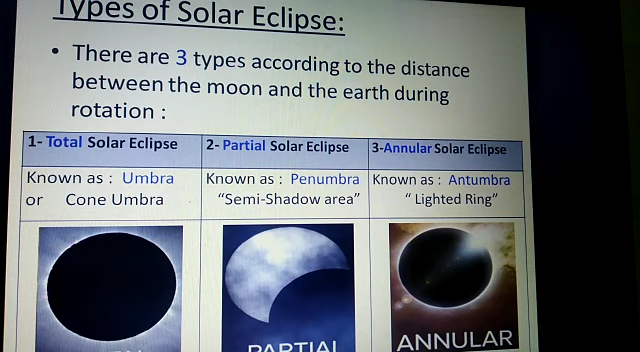 Types of Solar Eclipse:
• There are 3 types according to the distance
between the moon and the earth during
rotation :
1- Total Solar Eclipse
2- Partial Solar Eclipse
3-Annular Solar Eclipse
Known as : Umbra
or Cone Umbra
Known as : Penumbra
“Semi-Shadow area”
Known as : Antumbra
“ Lighted Ring”
PARTIAL
ANNULAR